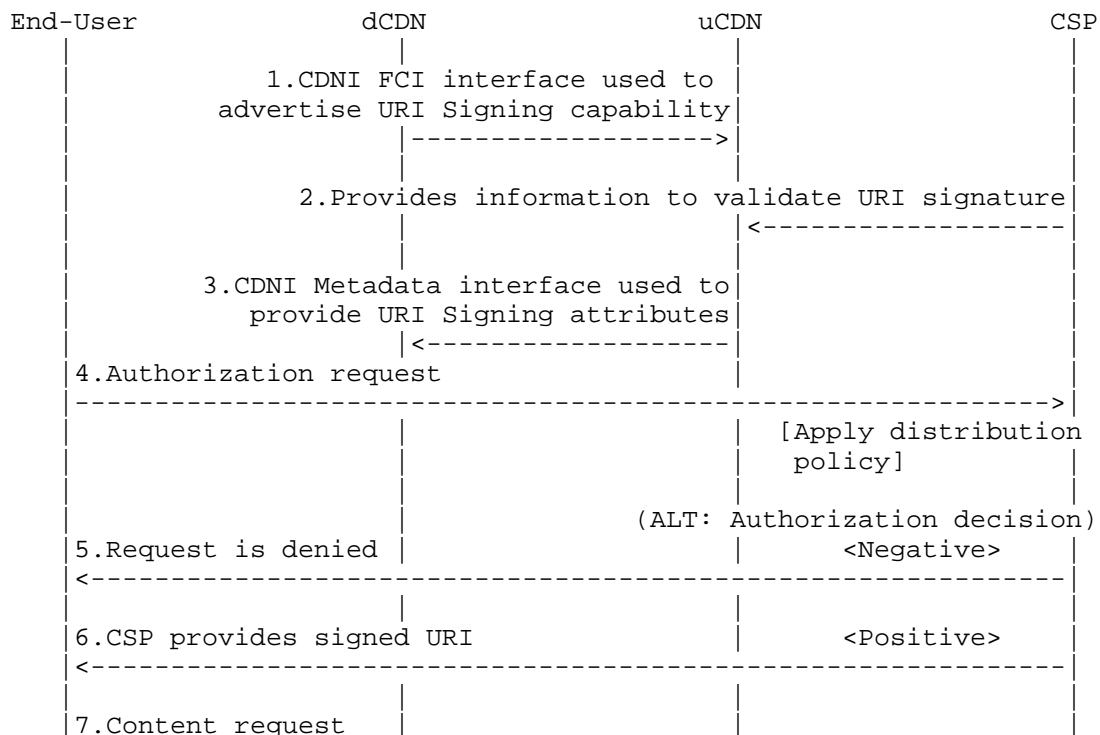 End-User dCDN uCDN CSP
1.CDNI FCI interface used to
advertise URI Signing capability
------------------->
2.Provides information to validate URI signature
<-------------------
3.CDNI Metadata interface used to
provide URI Signing attributes
<-------------------
4.Authorization request
------------------------------------------------------------->
[Apply distribution
policy]
(ALT: Authorization decision)
5.Request is denied <Negative>
<-------------------------------------------------------------
6.CSP provides signed URI <Positive>
<-------------------------------------------------------------
7.Content request